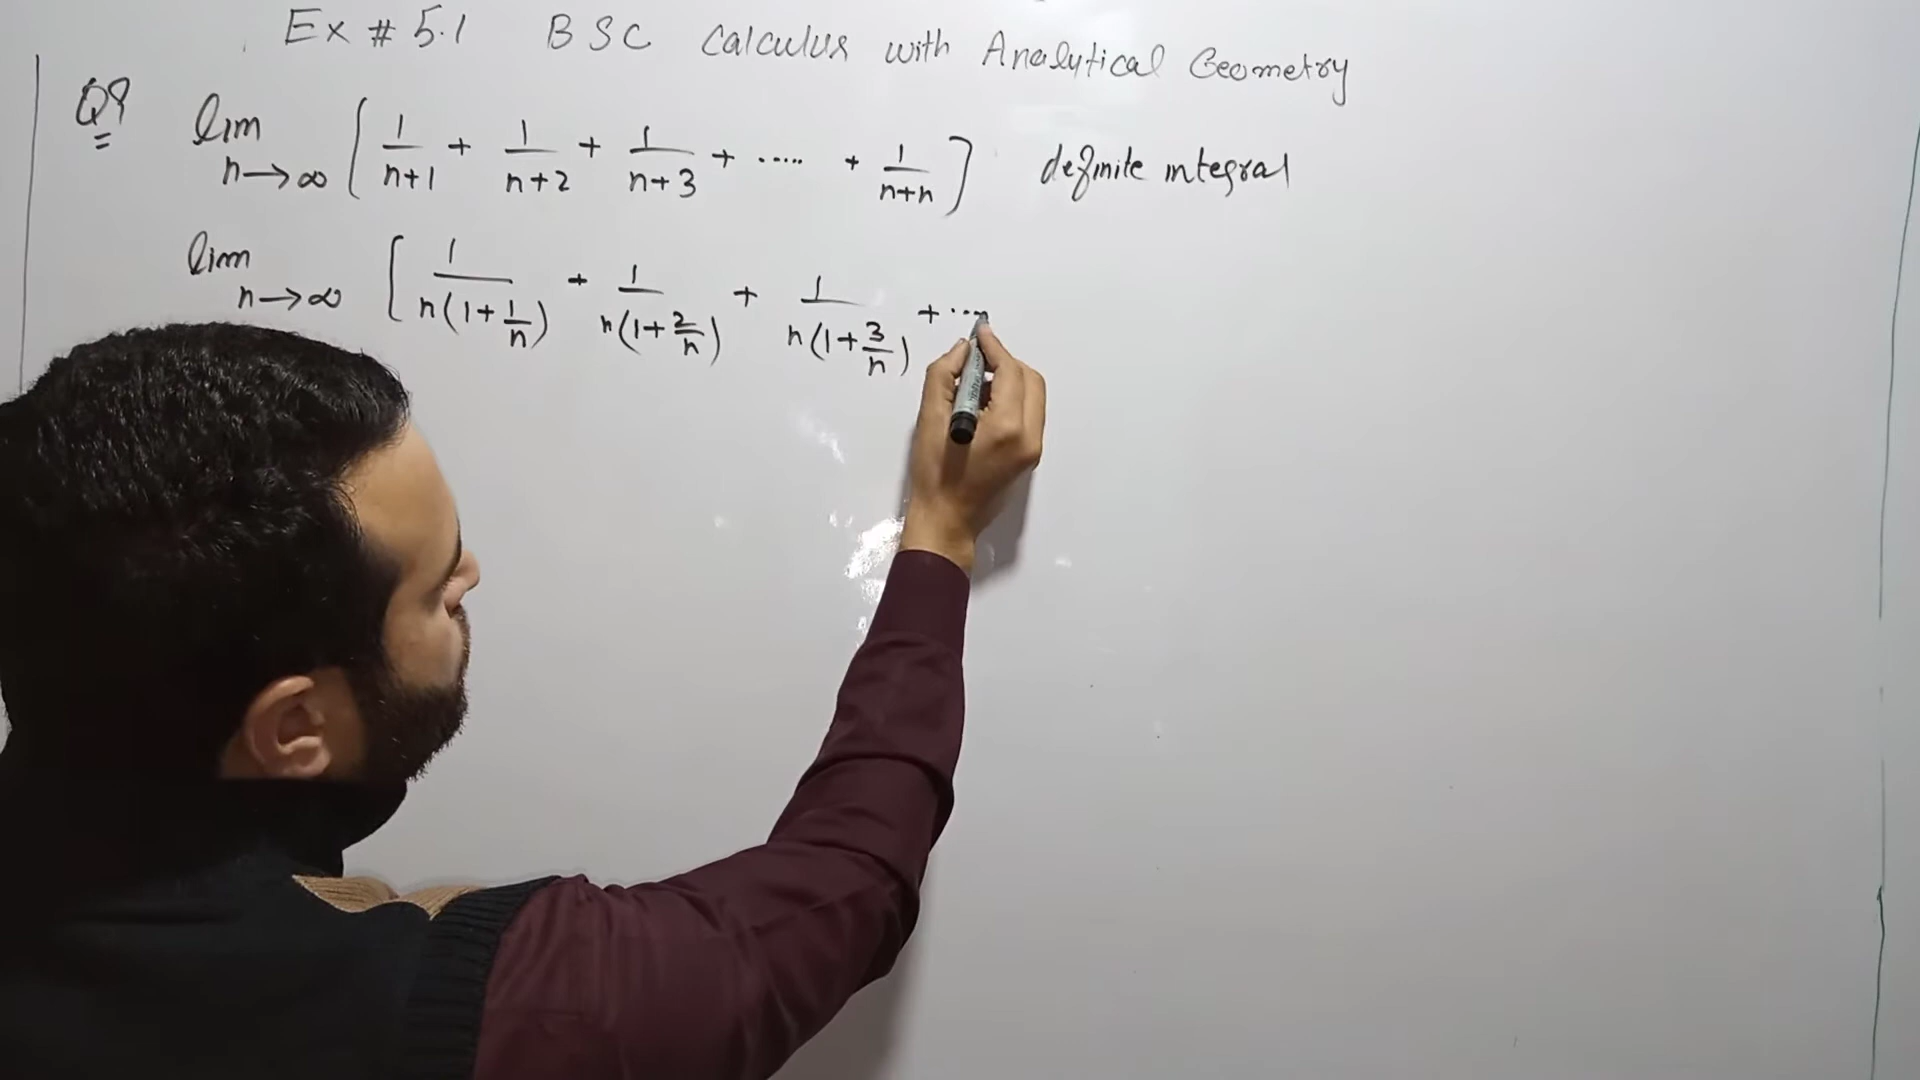 Ex # 5.1 BSC Calculus with Analytical Geometry
Q9 lim n→∞ [ 1/(n+1) + 1/(n+2) + 1/(n+3) + ..... + 1/(n+n) ] definite integral
lim n→∞ [ 1/(n(1+1/n)) + 1/(n(1+2/n)) + 1/(n(1+3/n)) + ....